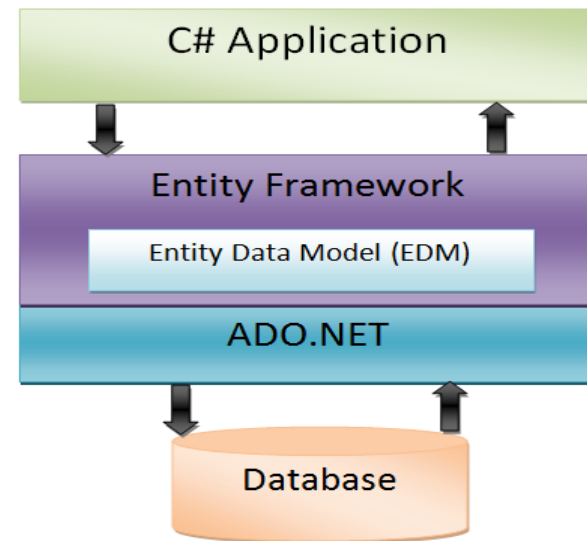 C# Application
Entity Framework
Entity Data Model (EDM)
ADO.NET
Database